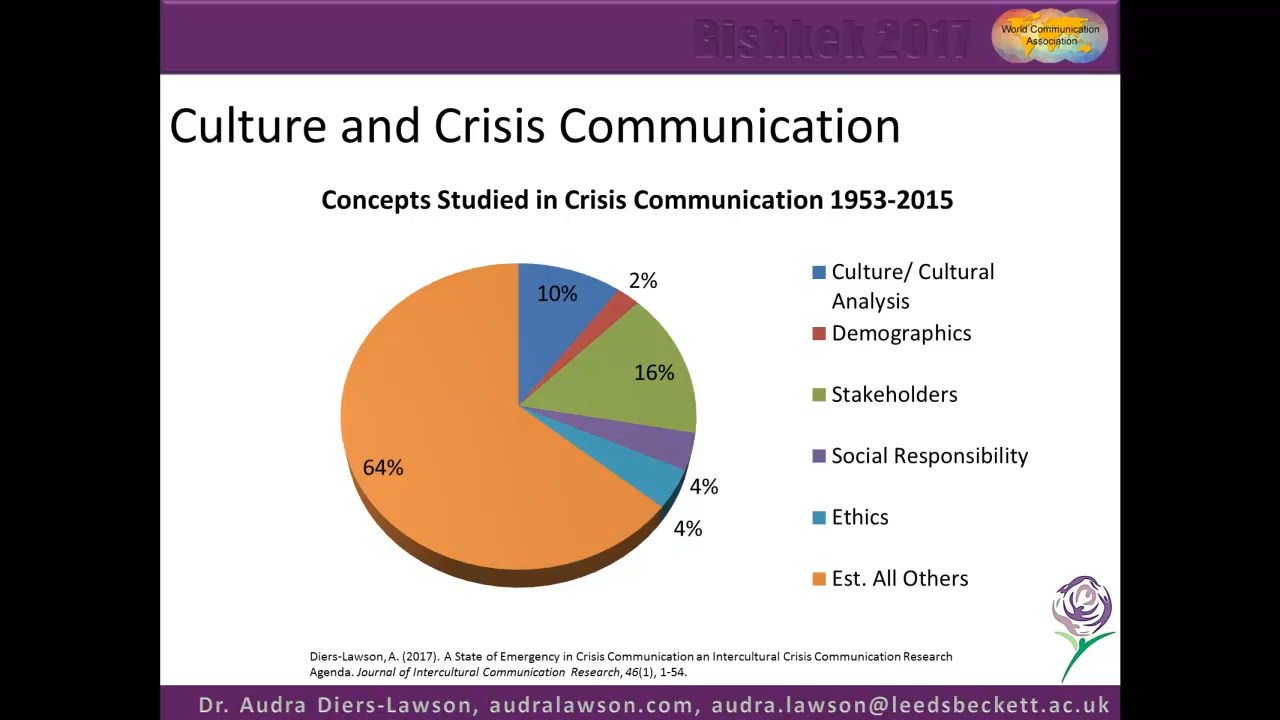 Bishkek 2017
World Communication
Association
Culture and Crisis Communication
Concepts Studied in Crisis Communication 1953-2015
10%
2%
16%
4%
4%
64%
Culture/ Cultural
Analysis
Demographics
Stakeholders
Social Responsibility
Ethics
Est. All Others
Diers-Lawson, A. (2017). A State of Emergency in Crisis Communication an Intercultural Crisis Communication Research
Agenda. Journal of Intercultural Communication Research, 46(1), 1-54.
Dr. Audra Diers-Lawson, audralawson.com, audra.lawson@leedsbeckett.ac.uk